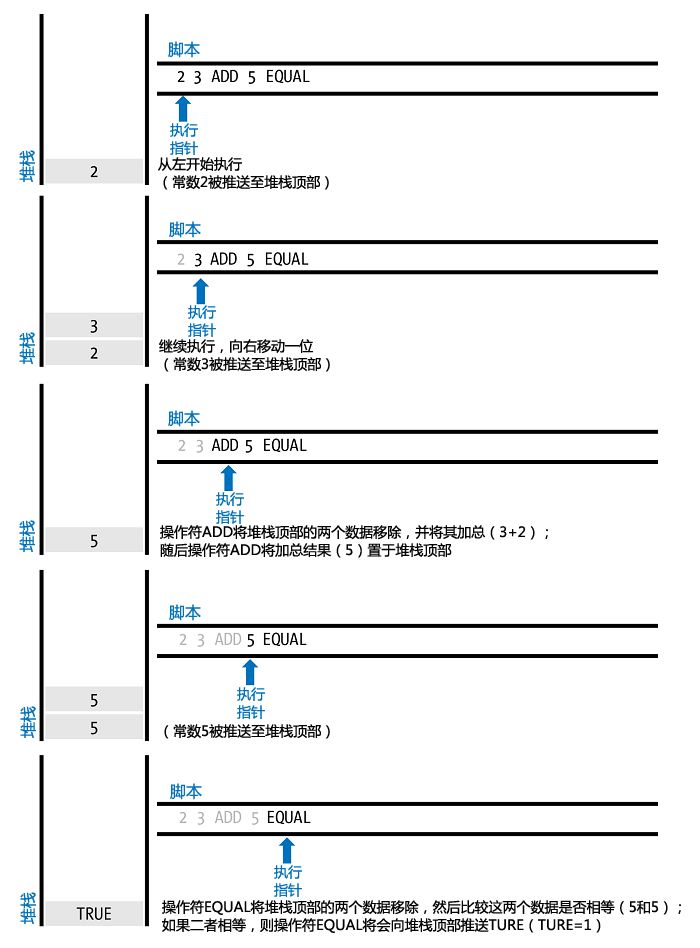 脚本
2 3 ADD 5 EQUAL
执行
指针
堆栈
2
从左开始执行
（常数2被推送至堆栈顶部）
脚本
2 3 ADD 5 EQUAL
执行
指针
堆栈
3
2
继续执行，向右移动一位
（常数3被推送至堆栈顶部）
脚本
2 3 ADD 5 EQUAL
执行
指针
堆栈
5
操作符ADD将堆栈顶部的两个数据移除，并将其加总（3+2）；
随后操作符ADD将加总结果（5）置于堆栈顶部
脚本
2 3 ADD 5 EQUAL
执行
指针
堆栈
5
5
（常数5被推送至堆栈顶部）
脚本
2 3 ADD 5 EQUAL
执行
指针
堆栈
TRUE
操作符EQUAL将堆栈顶部的两个数据移除，然后比较这两个数据是否相等（5和5）；
如果二者相等，则操作符EQUAL将会向堆栈顶部推送TURE（TURE=1）